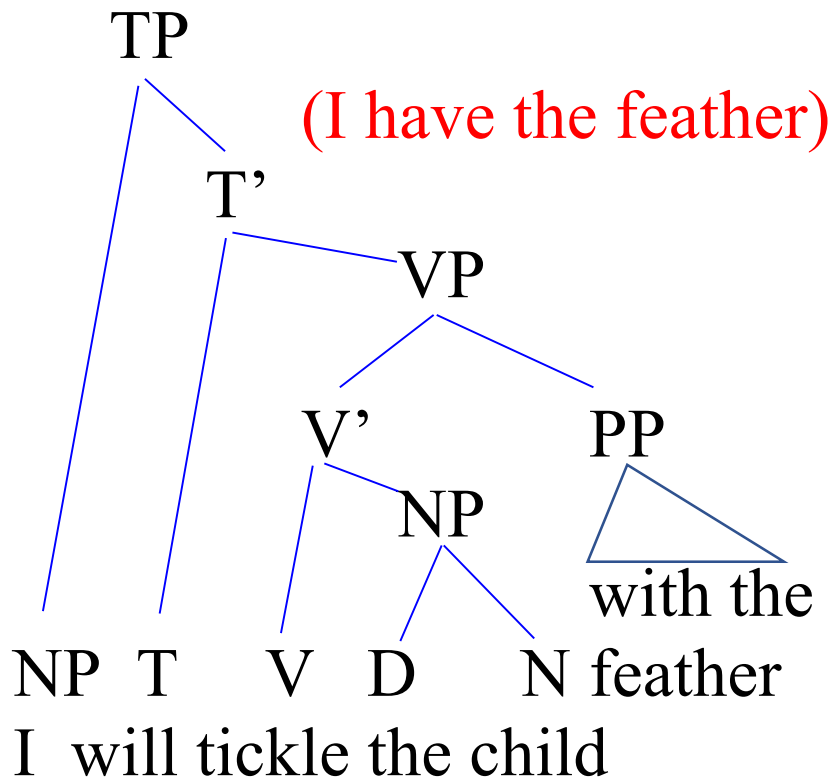 TP
(I have the feather)
T’
VP
V’ PP
NP
with the
NP T V D N feather
I will tickle the child